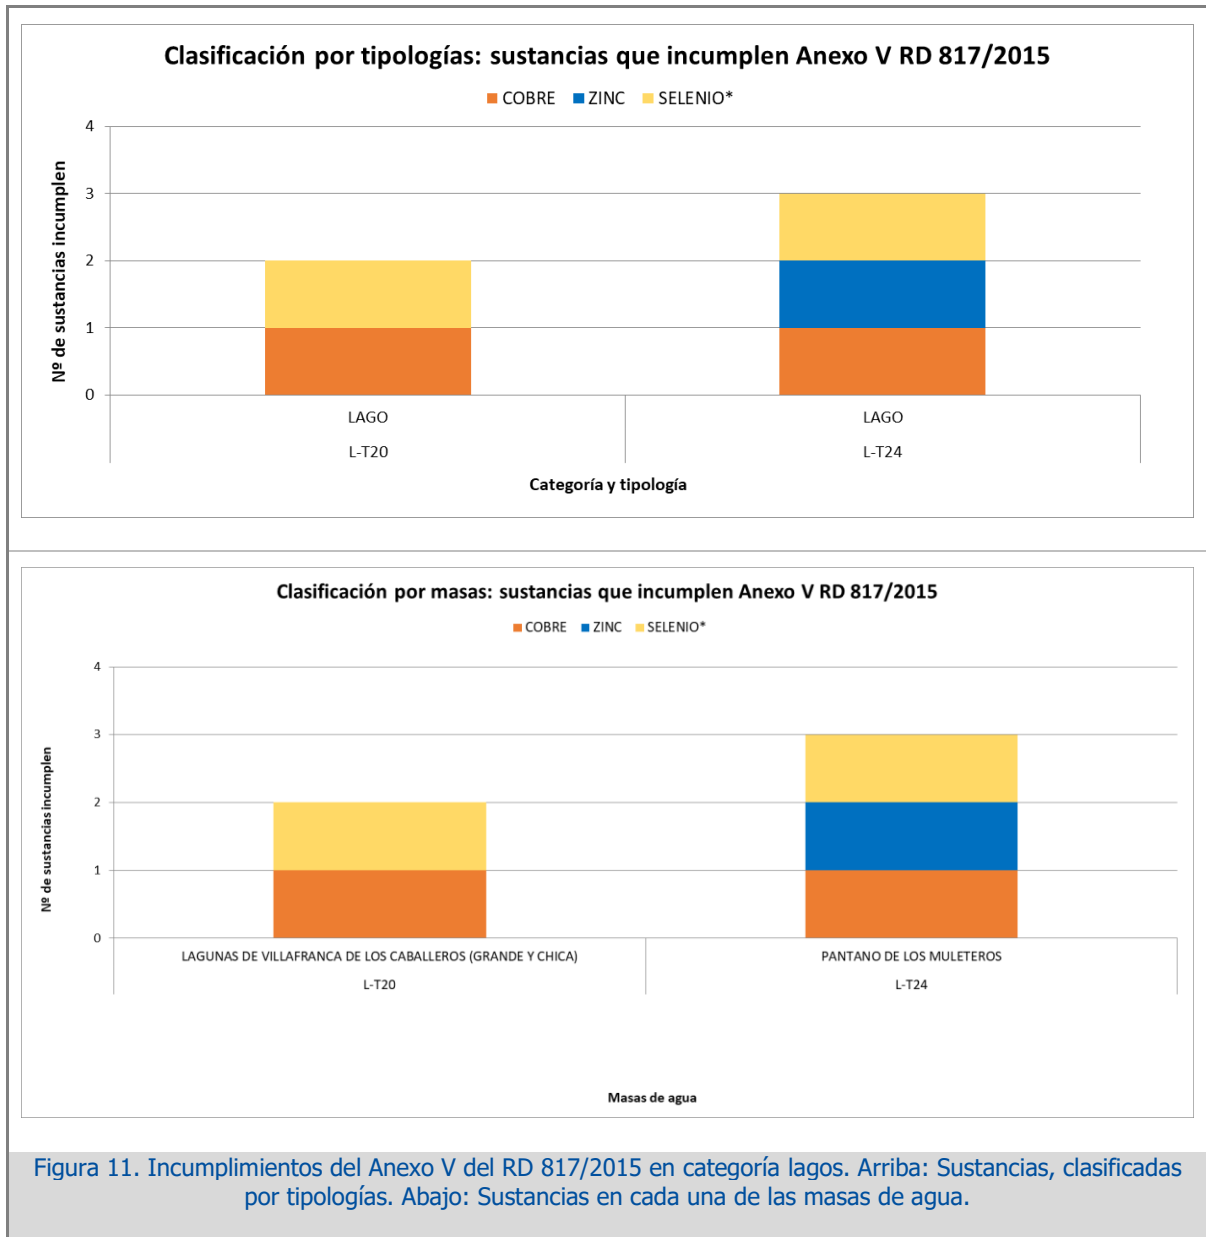 Clasificación por tipologías: sustancias que incumplen Anexo V RD 817/2015
COBRE ZINC SELENIO*
Nº de sustancias incumplen
4
3
2
1
0
LAGO LAGO
L-T20 L-T24
Categoría y tipología
Clasificación por masas: sustancias que incumplen Anexo V RD 817/2015
COBRE ZINC SELENIO*
Nº de sustancias incumplen
4
3
2
1
0
LAGUNAS DE VILLAFRANCA DE LOS CABALLEROS (GRANDE Y CHICA) PANTANO DE LOS MULETEROS
L-T20 L-T24
Masas de agua
Figura 11. Incumplimientos del Anexo V del RD 817/2015 en categoría lagos. Arriba: Sustancias, clasificadas
por tipologías. Abajo: Sustancias en cada una de las masas de agua.